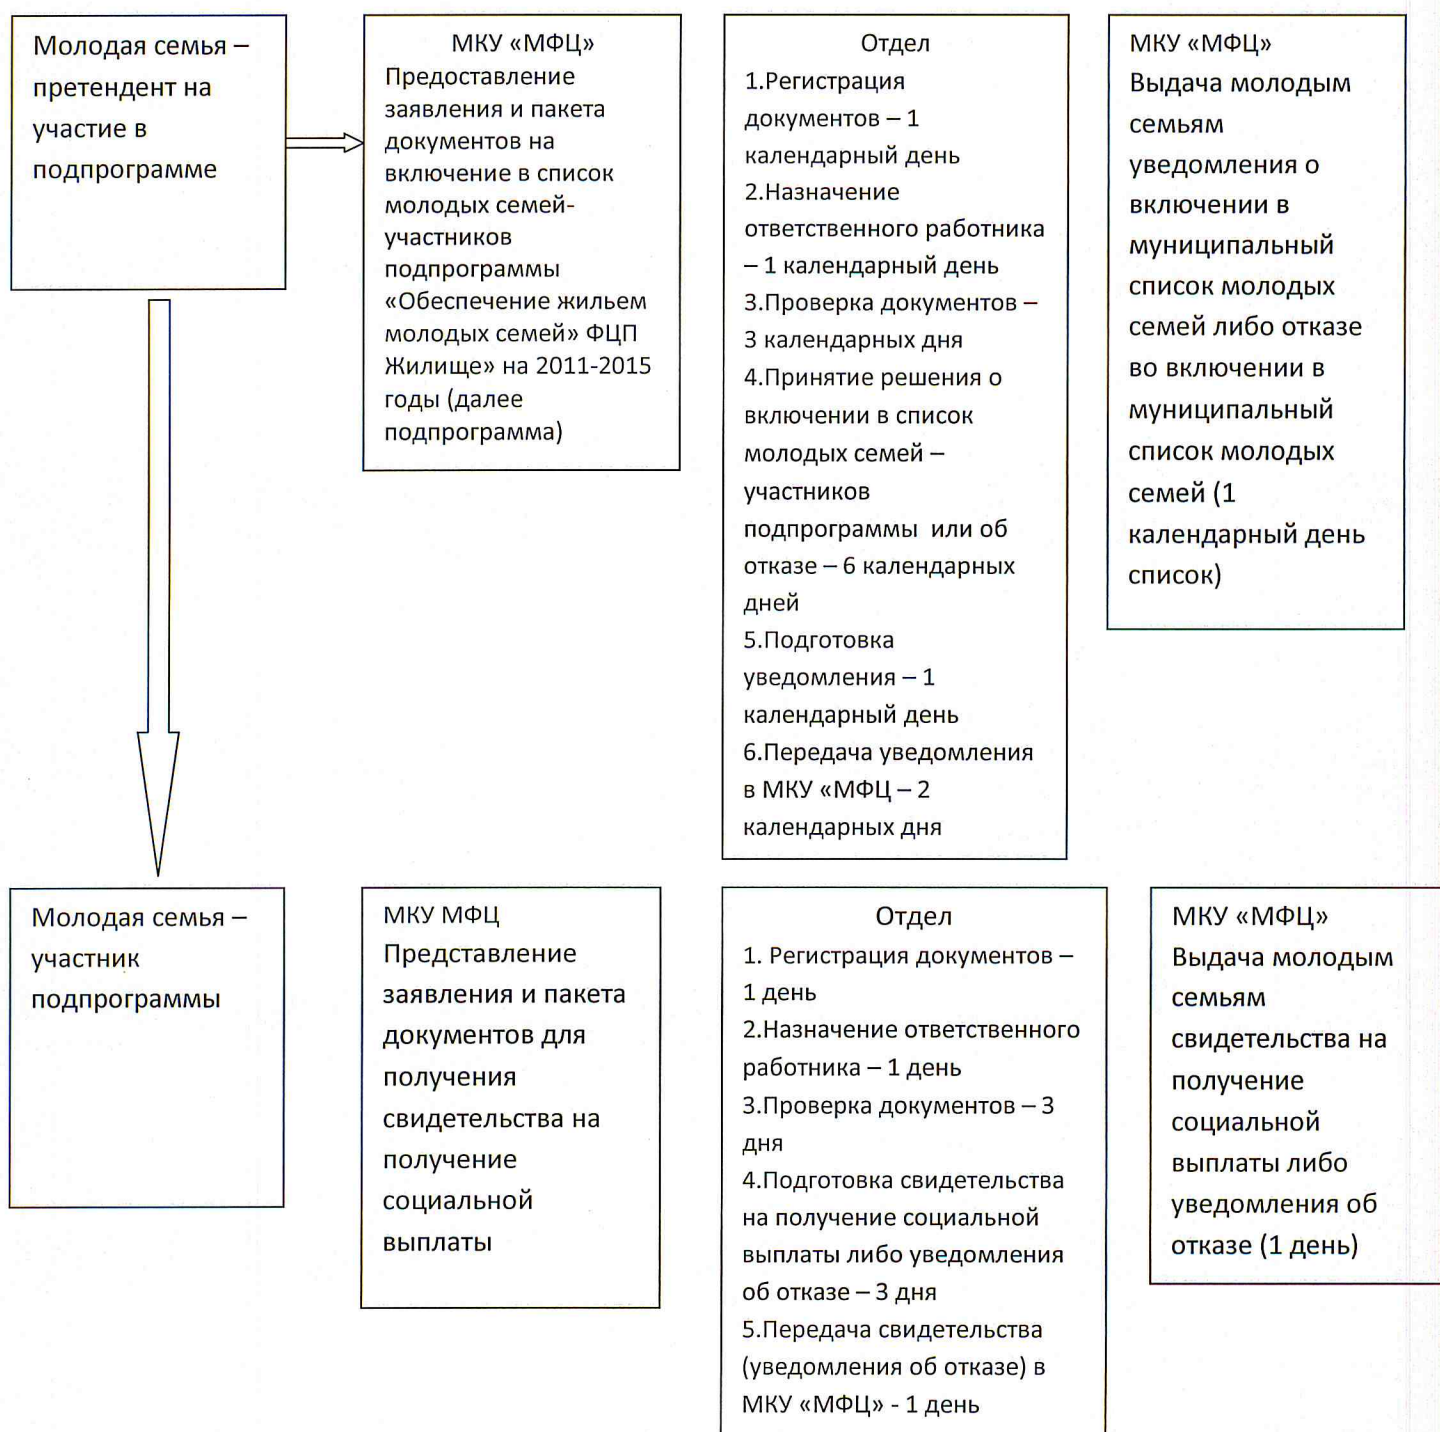 Молодая семья –
претендент на
участие в
подпрограмме
МКУ «МФЦ»
Предоставление
заявления и пакета
документов на
включение в список
молодых семей-
участников
подпрограммы
«Обеспечение жильем
молодых семей» ФЦП
Жилище» на 2011-2015
годы (далее
подпрограмма)
Отдел
1.Регистрация
документов – 1
календарный день
2.Назначение
ответственного работника
– 1 календарный день
3.Проверка документов –
3 календарных дня
4.Принятие решения о
включении в список
молодых семей –
участников
подпрограммы  или об
отказе – 6 календарных
дней
5.Подготовка
уведомления – 1
календарный день
6.Передача уведомления
в МКУ «МФЦ – 2
календарных дня
МКУ «МФЦ»
Выдача молодым
семьям
уведомления о
включении в
муниципальный
список молодых
семей либо отказе
во включении в
муниципальный
список молодых
семей (1
календарный день
список)
Молодая семья –
участник
подпрограммы
МКУ МФЦ
Представление
заявления и пакета
документов для
получения
свидетельства на
получение
социальной
выплаты
Отдел
1. Регистрация документов –
1 день
2.Назначение ответственного
работника – 1 день
3.Проверка документов – 3
дня
4.Подготовка свидетельства
на получение социальной
выплаты либо уведомления
об отказе – 3 дня
5.Передача свидетельства
(уведомления об отказе) в
МКУ «МФЦ» - 1 день
МКУ «МФЦ»
Выдача молодым
семьям
свидетельства на
получение
социальной
выплаты либо
уведомления об
отказе (1 день)